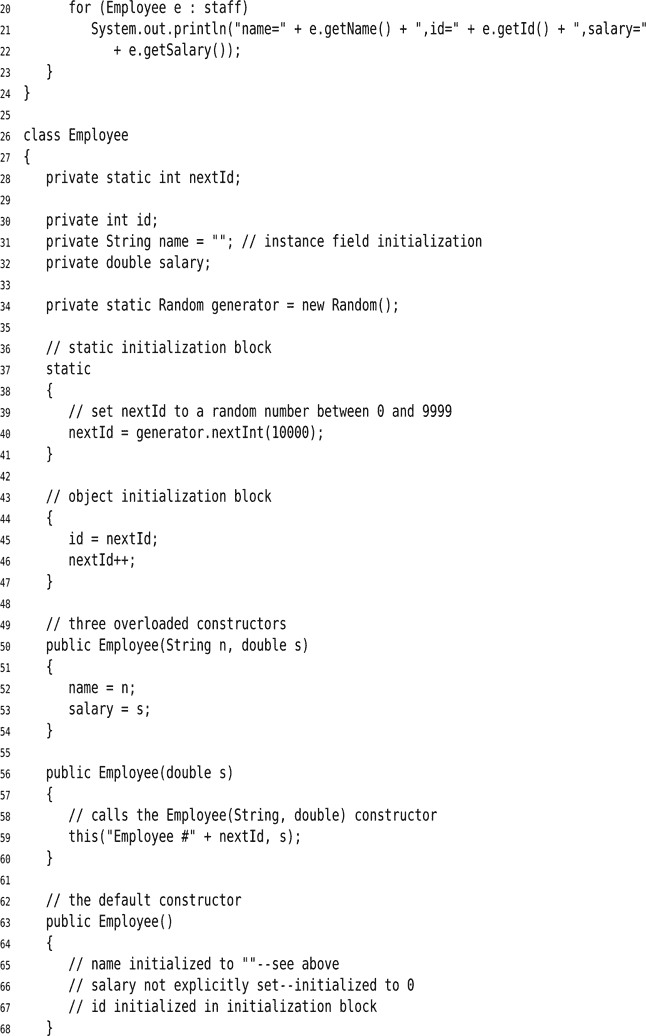 20 for (Employee e : staff)
21 System.out.println("name=" + e.getName() + ",id=" + e.getId() + ",salary="
22 + e.getSalary());
23 }
24 }
25
26 class Employee
27 {
28 private static int nextId;
29
30 private int id;
31 private String name = ""; // instance field initialization
32 private double salary;
33
34 private static Random generator = new Random();
35
36 // static initialization block
37 static
38 {
39 // set nextId to a random number between 0 and 9999
40 nextId = generator.nextInt(10000);
41 }
42
43 // object initialization block
44 {
45 id = nextId;
46 nextId++;
47 }
48
49 // three overloaded constructors
50 public Employee(String n, double s)
51 {
52 name = n;
53 salary = s;
54 }
55
56 public Employee(double s)
57 {
58 // calls the Employee(String, double) constructor
59 this("Employee #" + nextId, s);
60 }
61
62 // the default constructor
63 public Employee()
64 {
65 // name initialized to ""--see above
66 // salary not explicitly set--initialized to 0
67 // id initialized in initialization block
68 }